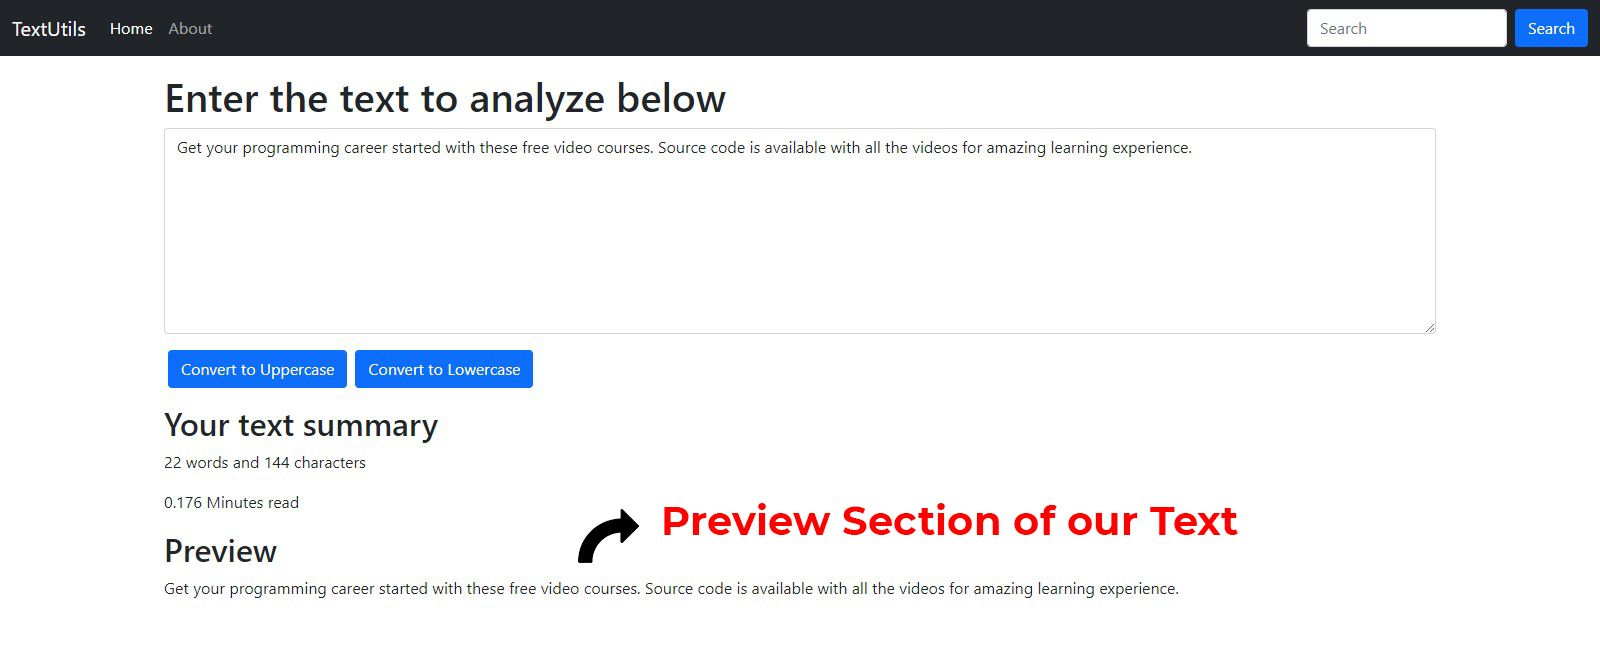 TextUtils Home About Search Search
Enter the text to analyze below
Get your programming career started with these free video courses. Source code is available with all the videos for amazing learning experience.
Convert to Uppercase Convert to Lowercase
Your text summary
22 words and 144 characters
0.176 Minutes read
Preview Section of our Text
Preview
Get your programming career started with these free video courses. Source code is available with all the videos for amazing learning experience.